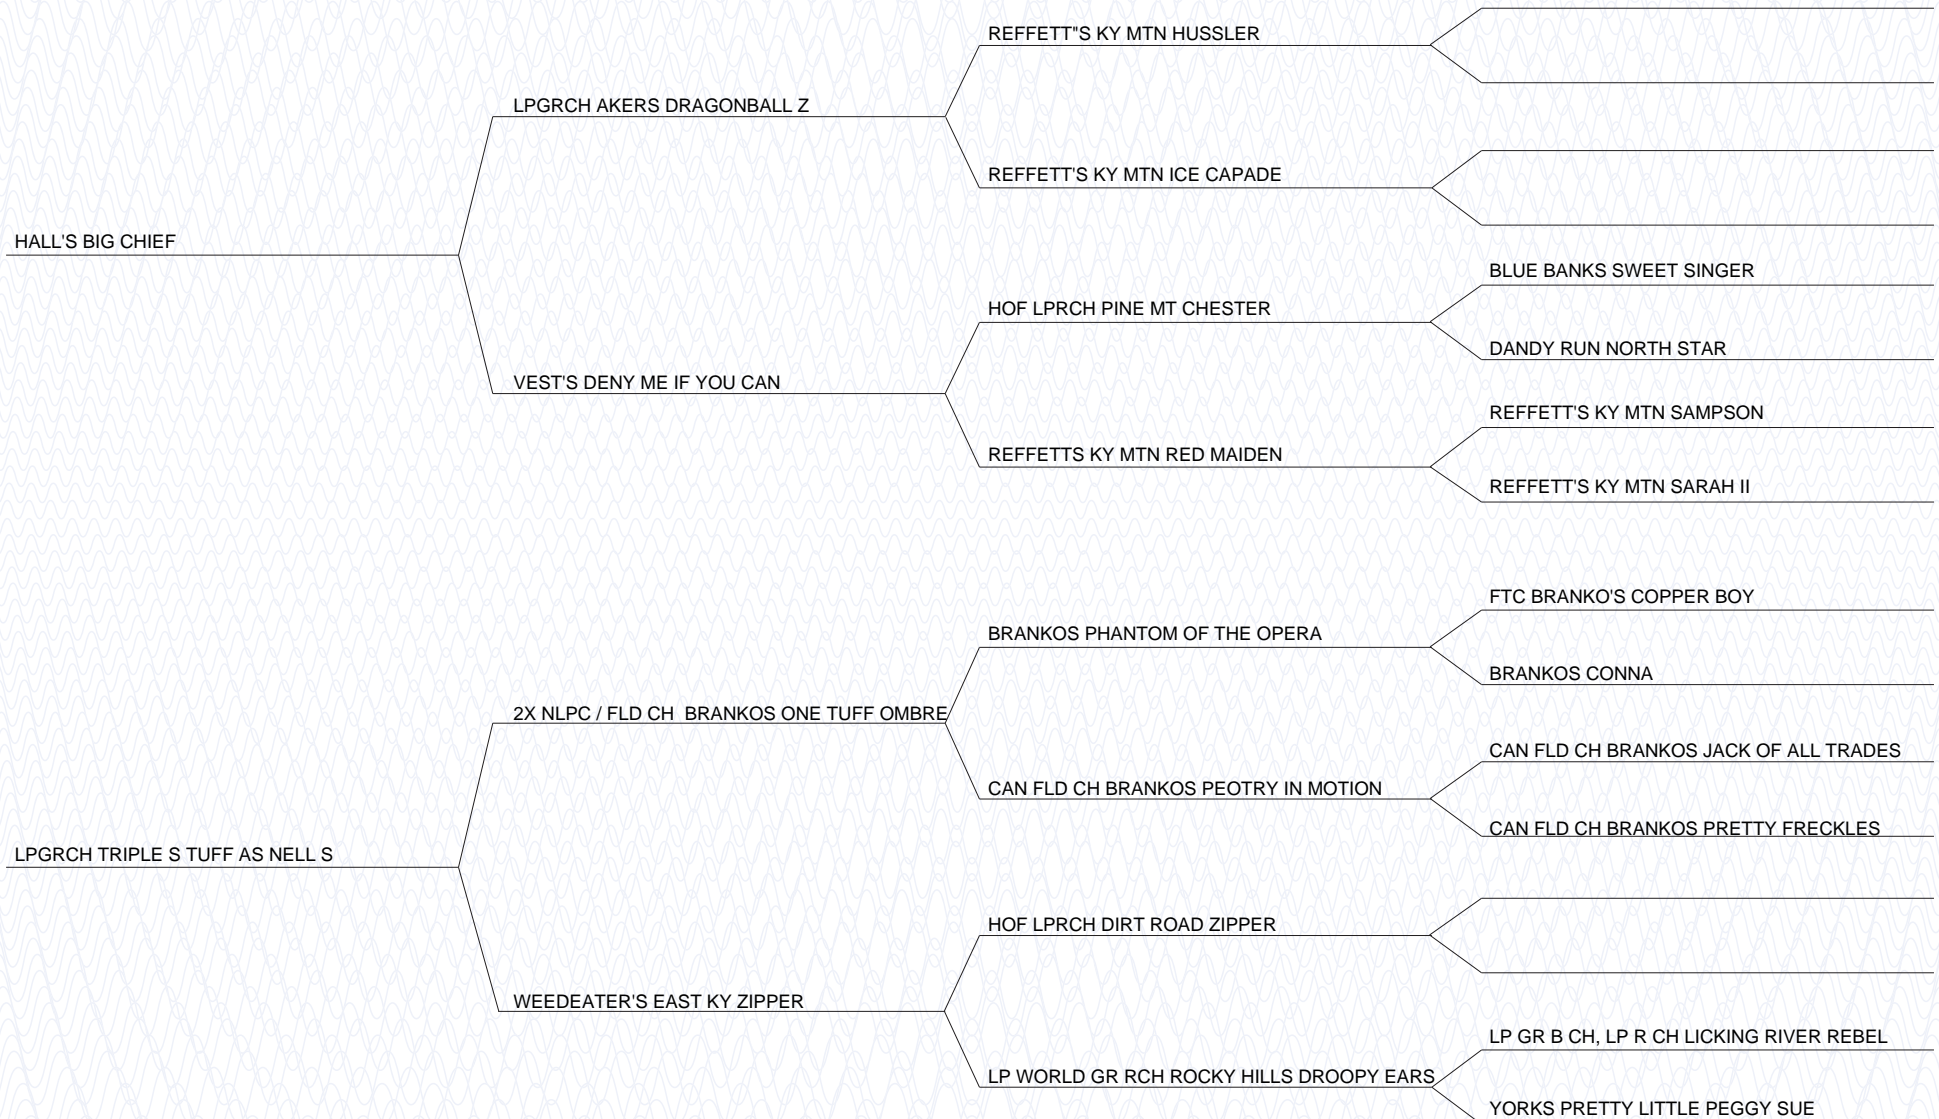 REFFETT"S KY MTN HUSSLER
LPGRCH AKERS DRAGONBALL Z
REFFETT'S KY MTN ICE CAPADE
HALL'S BIG CHIEF
BLUE BANKS SWEET SINGER
HOF LPRCH PINE MT CHESTER
DANDY RUN NORTH STAR
VEST'S DENY ME IF YOU CAN
REFFETT'S KY MTN SAMPSON
REFFETTS KY MTN RED MAIDEN
REFFETT'S KY MTN SARAH II
FTC BRANKO'S COPPER BOY
BRANKOS PHANTOM OF THE OPERA
BRANKOS CONNA
2X NLPC / FLD CH  BRANKOS ONE TUFF OMBRE
CAN FLD CH BRANKOS JACK OF ALL TRADES
CAN FLD CH BRANKOS PEOTRY IN MOTION
CAN FLD CH BRANKOS PRETTY FRECKLES
LPGRCH TRIPLE S TUFF AS NELL S
HOF LPRCH DIRT ROAD ZIPPER
WEEDEATER'S EAST KY ZIPPER
LP GR B CH, LP R CH LICKING RIVER REBEL
LP WORLD GR RCH ROCKY HILLS DROOPY EARS
YORKS PRETTY LITTLE PEGGY SUE